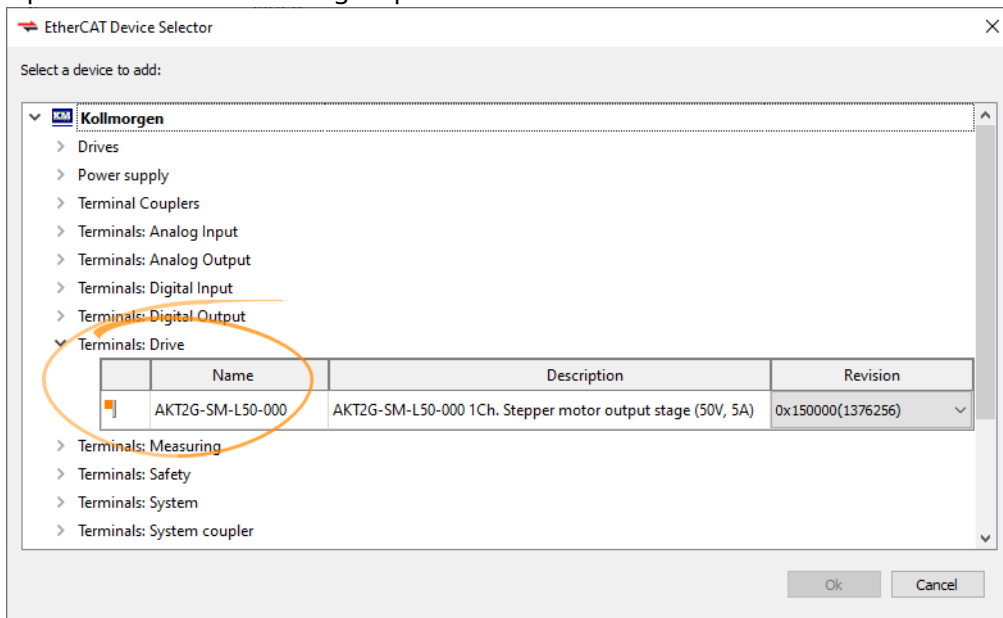 EtherCAT Device Selector
Select a device to add:
KM Kollmorgen
Drives
Power supply
Terminal Couplers
Terminals: Analog Input
Terminals: Analog Output
Terminals: Digital Input
Terminals: Digital Output
Terminals: Drive
Name Description Revision
AKT2G-SM-L50-000 AKT2G-SM-L50-000 1Ch. Stepper motor output stage (50V, 5A) 0x150000(1376256)
Terminals: Measuring
Terminals: Safety
Terminals: System
Terminals: System coupler
Ok Cancel